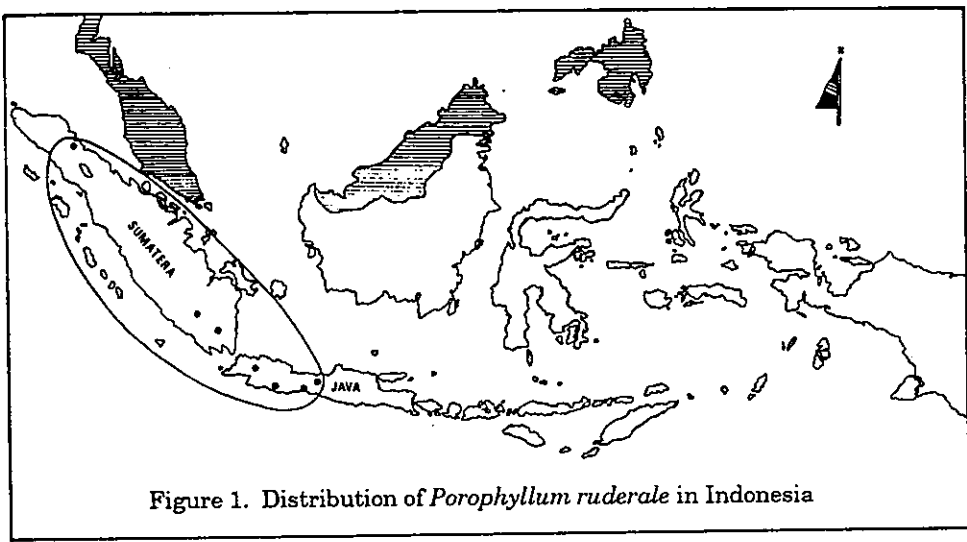 SUMATERA
JAVA
Figure 1. Distribution of Porophyllum ruderale in Indonesia